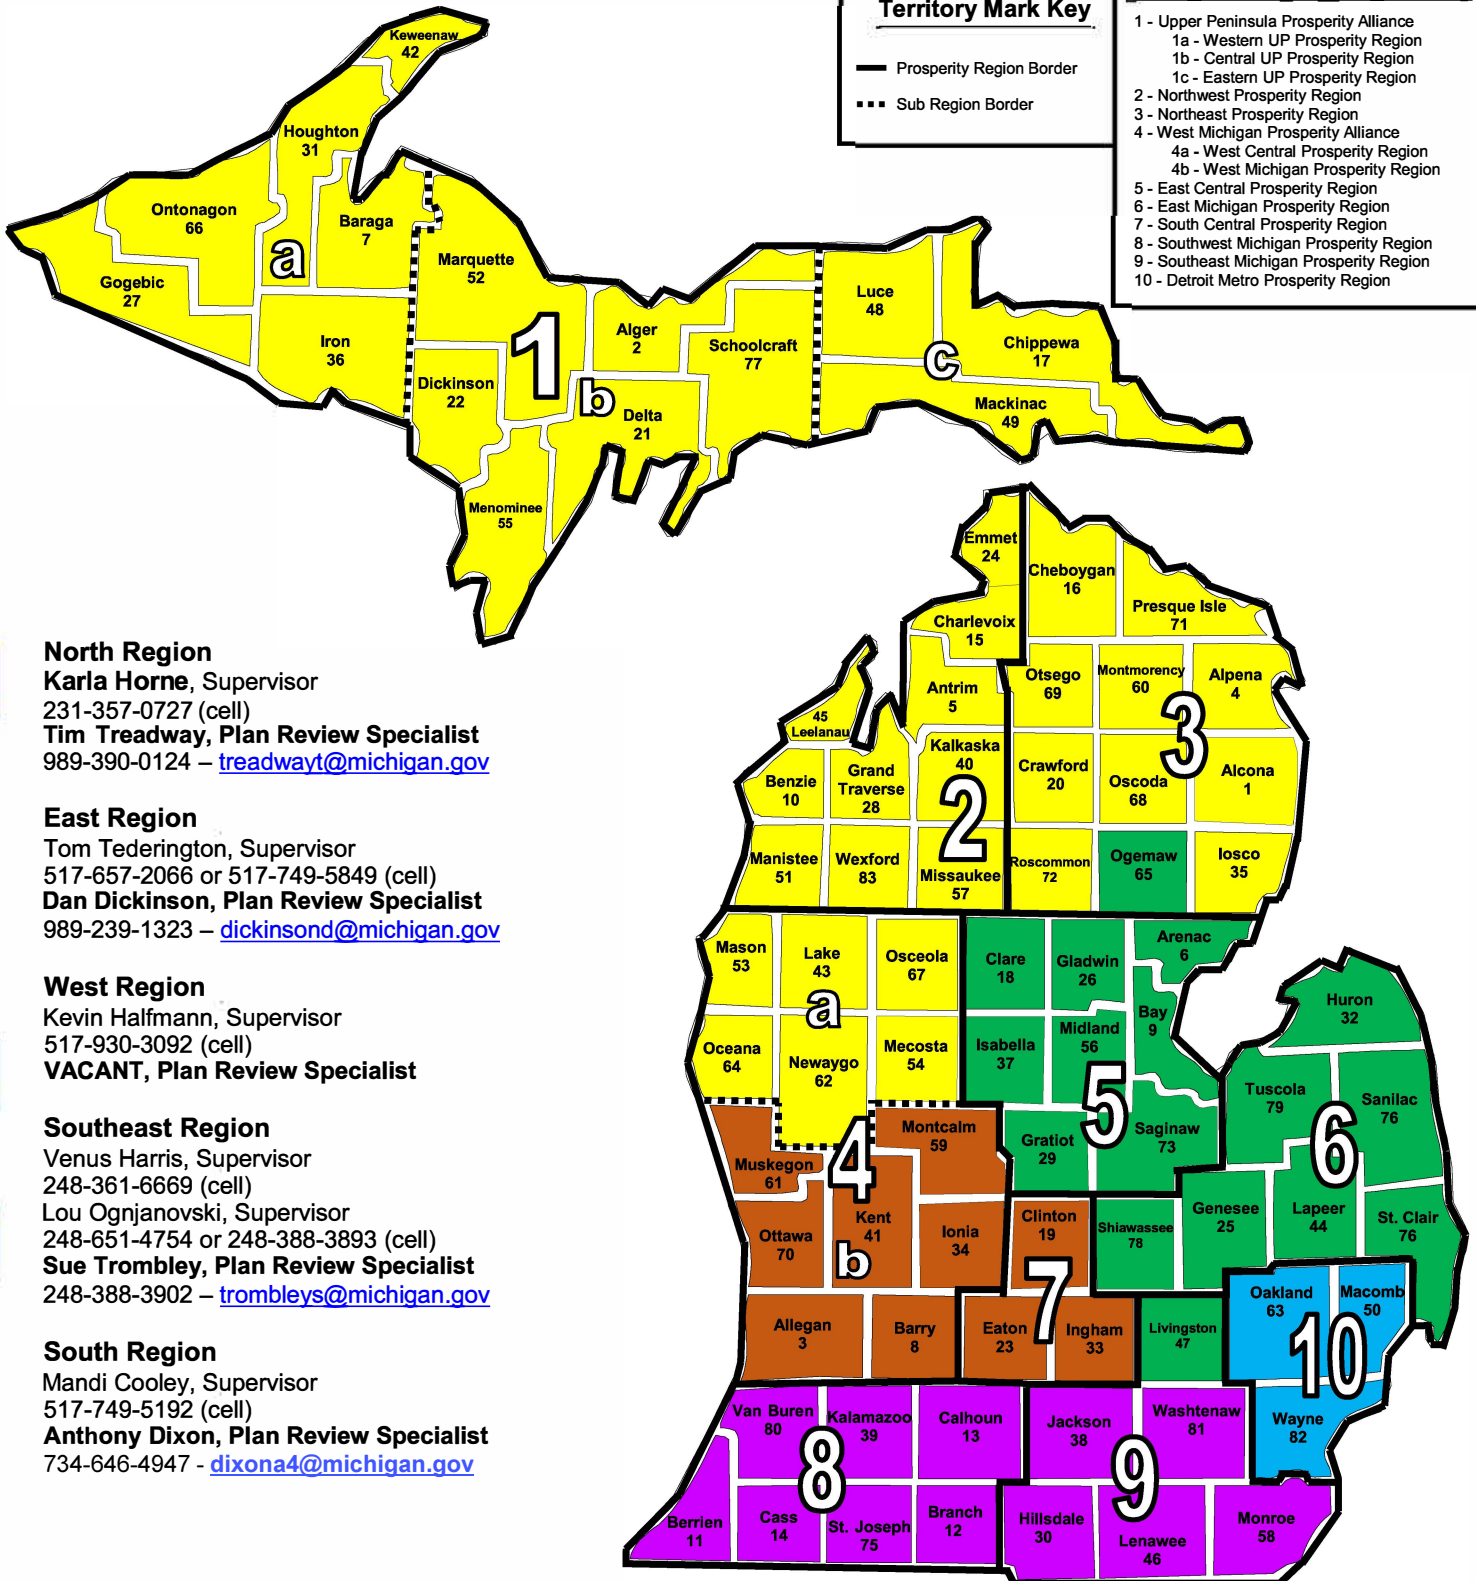 Territory Mark Key
Prosperity Region Border
Sub Region Border
1 - Upper Peninsula Prosperity Alliance
1a - Western UP Prosperity Region
1b - Central UP Prosperity Region
1c - Eastern UP Prosperity Region
2 - Northwest Prosperity Region
3 - Northeast Prosperity Region
4 - West Michigan Prosperity Alliance
4a - West Central Prosperity Region
4b - West Michigan Prosperity Region
5 - East Central Prosperity Region
6 - East Michigan Prosperity Region
7 - South Central Prosperity Region
8 - Southwest Michigan Prosperity Region
9 - Southeast Michigan Prosperity Region
10 - Detroit Metro Prosperity Region
Keweenaw
42
Houghton
31
Ontonagon
66
Baraga
7
a
Gogebic
27
Iron
36
Marquette
52
1
Dickinson
22
b
Alger
2
Schoolcraft
77
Delta
21
Menominee
55
Luce
48
c
Chippewa
17
Mackinac
49
Emmet
24
Cheboygan
16
Presque Isle
71
Charlevoix
15
Antrim
5
Otsego
69
Montmorency
60
Alpena
4
3
45
Leelanau
Kalkaska
40
Benzie
10
Grand
Traverse
28
2
Crawford
20
Oscoda
68
Alcona
1
Manistee
51
Wexford
83
Missaukee
57
Roscommon
72
Ogemaw
65
Iosco
35
Mason
53
Lake
43
a
Osceola
67
Clare
18
Gladwin
26
Arenac
6
Oceana
64
Newaygo
62
Mecosta
54
Isabella
37
Midland
56
Bay
9
5
Huron
32
Tuscola
79
Sanilac
76
6
Muskegon
61
4
Montcalm
59
Gratiot
29
Saginaw
73
Ottawa
70
Kent
41
b
Ionia
34
Clinton
19
7
Shiawassee
78
Genesee
25
Lapeer
44
St. Clair
76
Allegan
3
Barry
8
Eaton
23
Ingham
33
Livingston
47
Oakland
63
Macomb
50
10
Wayne
82
Van Buren
80
Kalamazoo
39
8
Calhoun
13
Jackson
38
9
Washtenaw
81
Berrien
11
Cass
14
St. Joseph
75
Branch
12
Hillsdale
30
Lenawee
46
Monroe
58
North Region
Karla Horne, Supervisor
231-357-0727 (cell)
Tim Treadway, Plan Review Specialist
989-390-0124 – treadwayt@michigan.gov
East Region
Tom Tederington, Supervisor
517-657-2066 or 517-749-5849 (cell)
Dan Dickinson, Plan Review Specialist
989-239-1323 – dickinsond@michigan.gov
West Region
Kevin Halfmann, Supervisor
517-930-3092 (cell)
VACANT, Plan Review Specialist
Southeast Region
Venus Harris, Supervisor
248-361-6669 (cell)
Lou Ognjanovski, Supervisor
248-651-4754 or 248-388-3893 (cell)
Sue Trombley, Plan Review Specialist
248-388-3902 – trombleys@michigan.gov
South Region
Mandi Cooley, Supervisor
517-749-5192 (cell)
Anthony Dixon, Plan Review Specialist
734-646-4947 - dixona4@michigan.gov